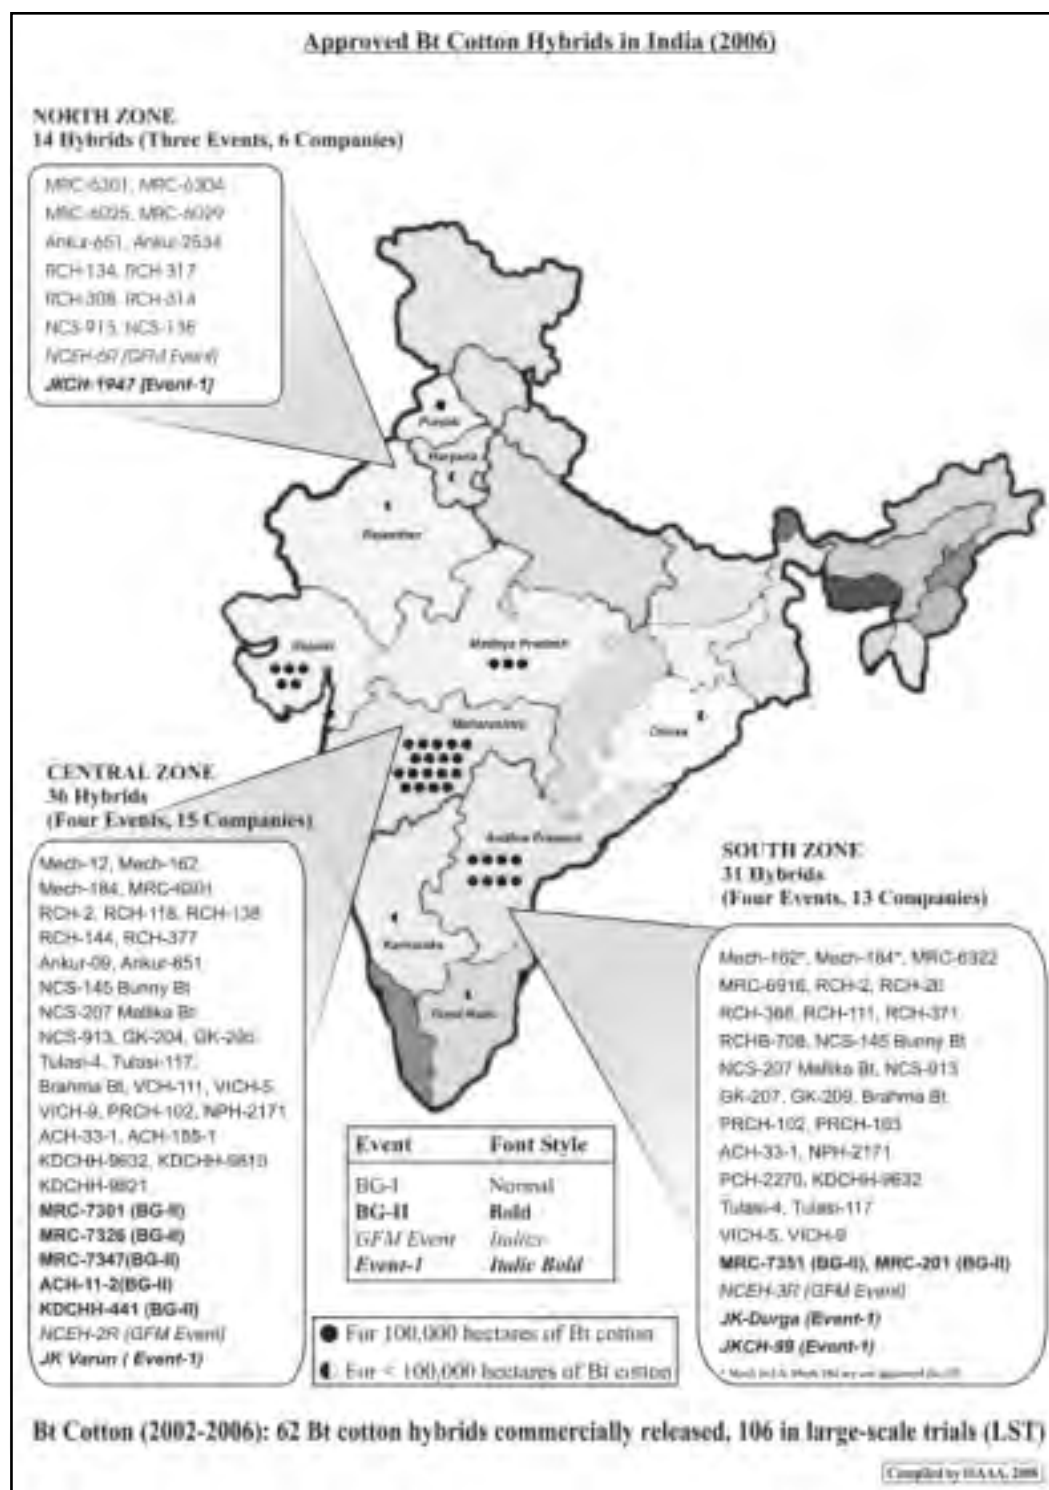 Approved Bt Cotton Hybrids in India (2006)
NORTH ZONE
14 Hybrids (Three Events, 6 Companies)
MRC-6301, MRC-6304
MRC-6025, MRC-6029
Ankur-651, Ankur-2534
RCH-134, RCH-317
RCH-308, RCH-314
NCS-913, NCS-138
NCEH-6R (GFM Event)
JKCH-1947 (Event-1)
Punjab
Haryana
Rajasthan
Gujarat
Madhya Pradesh
Maharashtra
Orissa
Andhra Pradesh
Karnataka
Tamil Nadu
CENTRAL ZONE
36 Hybrids
(Four Events, 15 Companies)
Mech-12, Mech-162,
Mech-184, MRC-6301
RCH-2, RCH-118, RCH-138
RCH-144, RCH-377
Ankur-09, Ankur-651
NCS-145 Bunny Bt
NCS-207 Mallika Bt
NCS-913, GK-204, GK-205
Tulasi-4, Tulasi-117,
Brahma Bt, VCH-111, VICH-5,
VICH-9, PRCH-102, NPH-2171
ACH-33-1, ACH-155-1
KDCHH-9632, KDCHH-9810
KDCHH-9821
MRC-7301 (BG-II)
MRC-7326 (BG-II)
MRC-7347(BG-II)
ACH-11-2(BG-II)
KDCHH-441 (BG-II)
NCEH-2R (GFM Event)
JK Varun ( Event-1)
SOUTH ZONE
31 Hybrids
(Four Events, 13 Companies)
Mech-162*, Mech-184*, MRC-6322
MRC-6918, RCH-2, RCH-20
RCH-368, RCH-111, RCH-371,
RCHB-708, NCS-145 Bunny Bt
NCS-207 Mallika Bt, NCS-913
GK-207, GK-209, Brahma Bt
PRCH-102, PRCH-103
ACH-33-1, NPH-2171
PCH-2270, KDCHH-9632
Tulasi-4, Tulasi-117
VICH-5, VICH-9
MRC-7351 (BG-II), MRC-201 (BG-II)
NCEH-3R (GFM Event)
JK-Durga (Event-1)
JKCH-99 (Event-1)
Event Font Style
BG-I Normal
BG-II Bold
GFM Event Italics
Event-1 Italic Bold
For 100,000 hectares of Bt cotton
For < 100,000 hectares of Bt cotton
Bt Cotton (2002-2006): 62 Bt cotton hybrids commercially released, 106 in large-scale trials (LST)
Compiled by ISAAA, 2006